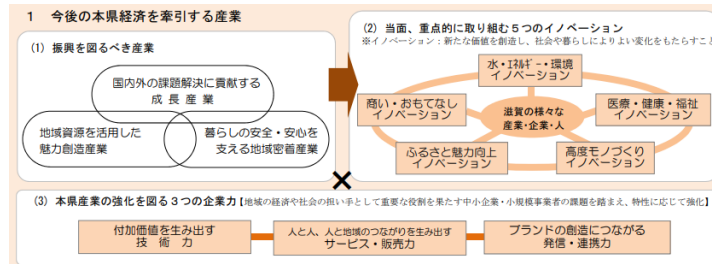 1 今後の本県経済を牽引する産業
(1) 振興を図るべき産業
国内外の課題解決に貢献する
成長産業
地域資源を活用した
魅力創造産業
暮らしの安全・安心を
支える地域密着産業
(2) 当面、重点的に取り組む5つのイノベーション
※イノベーション：新たな価値を創造し、社会や暮らしによりよい変化をもたらすこと
水・エネルギー・環境
イノベーション
商い・おもてなし
イノベーション
滋賀の様々な
産業・企業・人
医療・健康・福祉
イノベーション
ふるさと魅力向上
イノベーション
高度モノづくり
イノベーション
×
(3) 本県産業の強化を図る3つの企業力【地域の経済や社会の担い手として重要な役割を果たす中小企業・小規模事業者の課題を踏まえ、特性に応じて強化】
付加価値を生み出す
技術力
人と人、人と地域のつながりを生み出す
サービス・販売力
ブランドの創造につながる
発信・連携力